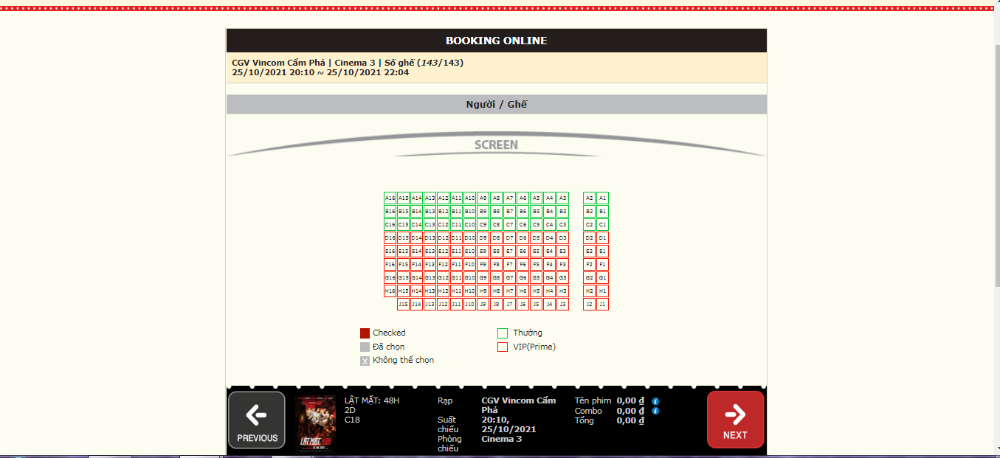 BOOKING ONLINE
CGV Vincom Cẩm Phả | Cinema 3 | Số ghế (143/143)
25/10/2021 20:10 ~ 25/10/2021 22:04
Người / Ghế
SCREEN
A16 A15 A14 A13 A12 A11 A10 A9 A8 A7 A6 A5 A4 A3 A2 A1
B16 B15 B14 B13 B12 B11 B10 B9 B8 B7 B6 B5 B4 B3 B2 B1
C16 C15 C14 C13 C12 C11 C10 C9 C8 C7 C6 C5 C4 C3 C2 C1
D16 D15 D14 D13 D12 D11 D10 D9 D8 D7 D6 D5 D4 D3 D2 D1
E16 E15 E14 E13 E12 E11 E10 E9 E8 E7 E6 E5 E4 E3 E2 E1
F16 F15 F14 F13 F12 F11 F10 F9 F8 F7 F6 F5 F4 F3 F2 F1
G16 G15 G14 G13 G12 G11 G10 G9 G8 G7 G6 G5 G4 G3 G2 G1
H16 H15 H14 H13 H12 H11 H10 H9 H8 H7 H6 H5 H4 H3 H2 H1
J15 J14 J13 J12 J11 J10 J9 J8 J7 J6 J5 J4 J3 J2 J1
Checked
Đã chọn
X Không thể chọn
Thường
VIP(Prime)
PREVIOUS
LẬT MẶT: 48H
LẬT MẶT: 48H
2D
C18
Rạp CGV Vincom Cẩm
Phả
Suất 20:10,
chiếu 25/10/2021
Phòng Cinema 3
chiếu
Tên phim 0,00 ₫ i
Combo 0,00 ₫ i
Tổng 0,00 ₫
NEXT